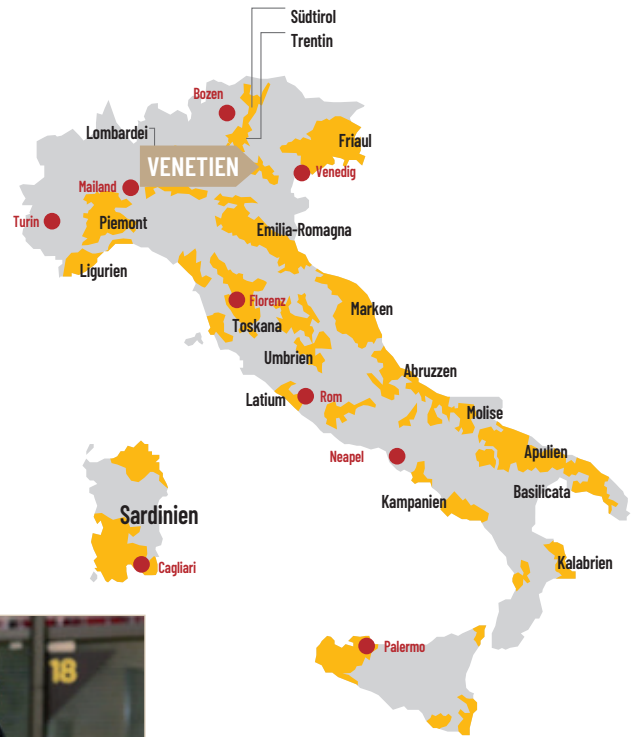 Südtirol
Trentin
Bozen
Lombardei
Friaul
VENETIEN
Venedig
Mailand
Turin
Piemont
Emilia-Romagna
Ligurien
Florenz
Marken
Toskana
Umbrien
Abruzzen
Latium
Rom
Molise
Neapel
Apulien
Kampanien
Basilicata
Sardinien
Kalabrien
Cagliari
Palermo
18